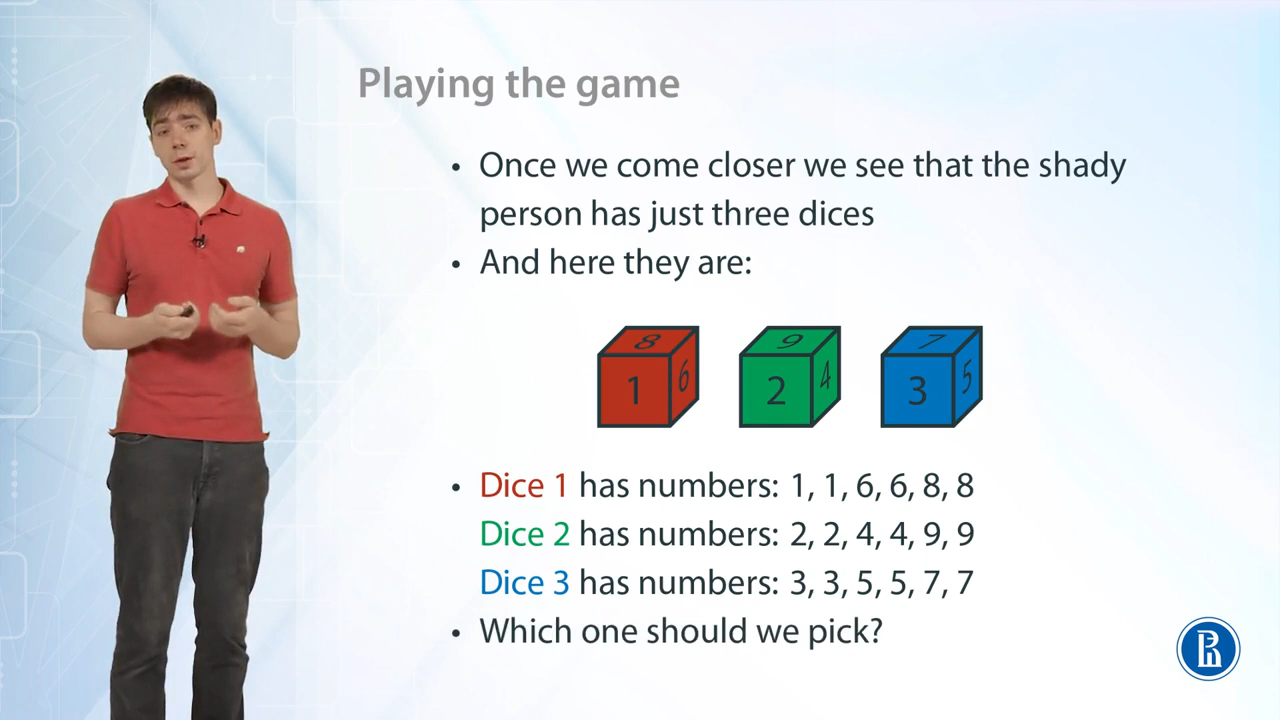 Playing the game
• Once we come closer we see that the shady
person has just three dices
• And here they are:
8 9 7
1 6 2 4 3 5
• Dice 1 has numbers: 1, 1, 6, 6, 8, 8
Dice 2 has numbers: 2, 2, 4, 4, 9, 9
Dice 3 has numbers: 3, 3, 5, 5, 7, 7
• Which one should we pick?